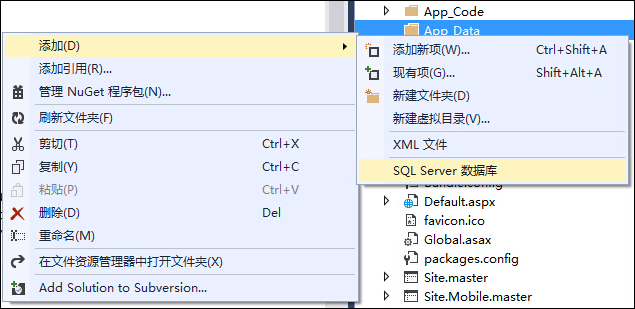 App_Code
App_Data
添加(D)
添加引用(R)...
管理 NuGet 程序包(N)...
刷新文件夹(F)
剪切(T) Ctrl+X
复制(Y) Ctrl+C
粘贴(P) Ctrl+V
删除(D) Del
重命名(M)
在文件资源管理器中打开文件夹(X)
Add Solution to Subversion...
添加新项(W)... Ctrl+Shift+A
现有项(G)... Shift+Alt+A
新建文件夹(D)
新建虚拟目录(V)...
XML 文件
SQL Server 数据库
Default.aspx
favicon.ico
Global.asax
packages.config
Site.master
Site.Mobile.master